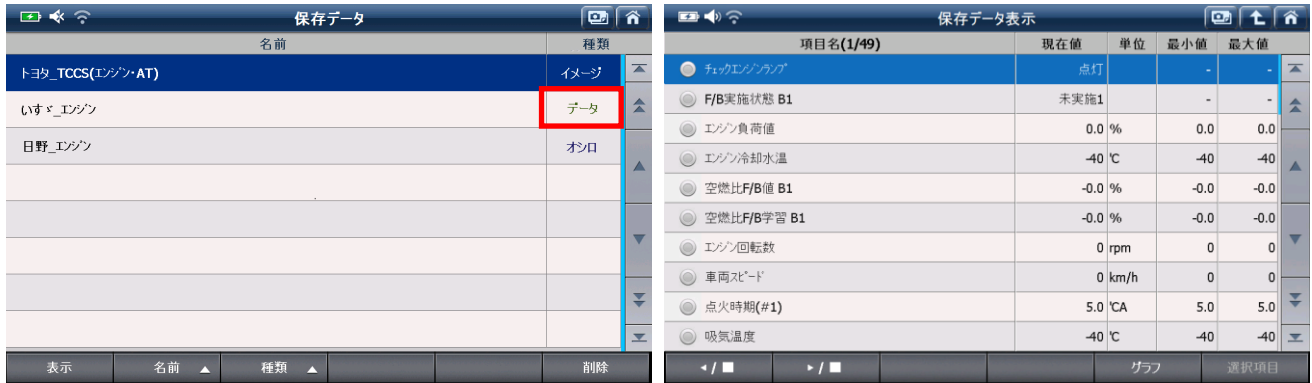 保存データ
名前 種類
ﾄﾖﾀ_TCCS(ｴﾝｼﾞﾝ･AT) イメージ
いすゞ_ｴﾝｼﾞﾝ データ
日野_ｴﾝｼﾞﾝ オシロ
表示 名前 ▲ 種類 ▲ 削除
保存データ表示
項目名(1/49) 現在値 単位 最小値 最大値
ﾁｪｯｸｴﾝｼﾞﾝﾗﾝﾌﾟ 点灯 - -
F/B実施状態 B1 未実施1 - -
ｴﾝｼﾞﾝ負荷値 0.0 % 0.0 0.0
ｴﾝｼﾞﾝ冷却水温 -40 ℃ -40 -40
空燃比F/B値 B1 -0.0 % -0.0 -0.0
空燃比F/B学習 B1 -0.0 % -0.0 -0.0
ｴﾝｼﾞﾝ回転数 0 rpm 0 0
車両ｽﾋﾟｰﾄﾞ 0 km/h 0 0
点火時期(#1) 5.0 ﾟCA 5.0 5.0
吸気温度 -40 ℃ -40 -40
◀/■ ▶/■ グラフ 選択項目